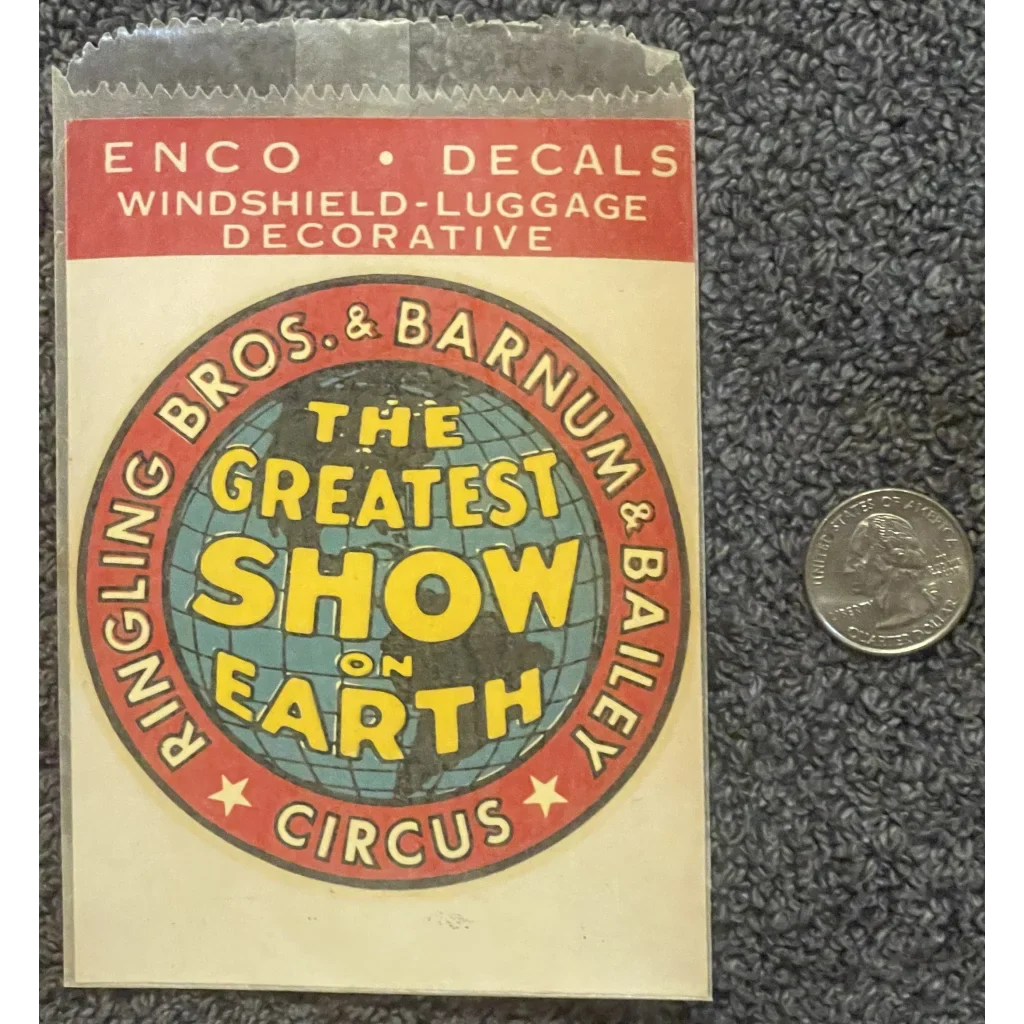 ENCO • DECALS
WINDSHIELD-LUGGAGE
DECORATIVE
RINGLING BROS. & BARNUM & BAILEY
THE
GREATEST
SHOW
ON
EARTH
CIRCUS
UNITED STATES OF AMERICA
LIBERTY
QUARTER DOLLAR